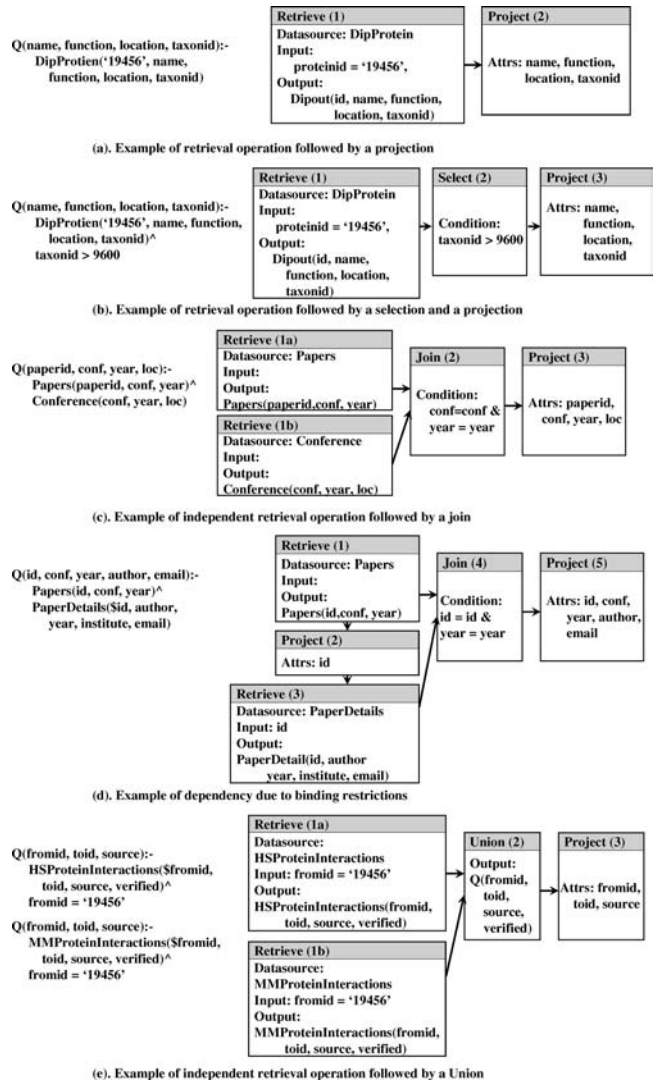 Q(name, function, location, taxonid):-
DipProtien(‘19456’, name,
function, location, taxonid)
Retrieve (1)
Datasource: DipProtein
Input:
proteinid = ‘19456’,
Output:
Dipout(id, name, function,
location, taxonid)
Project (2)
Attrs: name, function,
location, taxonid
(a). Example of retrieval operation followed by a projection
Q(name, function, location, taxonid):-
DipProtien(‘19456’, name, function,
location, taxonid)^
taxonid > 9600
Retrieve (1)
Datasource: DipProtein
Input:
proteinid = ‘19456’,
Output:
Dipout(id, name,
function, location,
taxonid)
Select (2)
Condition:
taxonid > 9600
Project (3)
Attrs: name,
function,
location,
taxonid
(b). Example of retrieval operation followed by a selection and a projection
Q(paperid, conf, year, loc):-
Papers(paperid, conf, year)^
Conference(conf, year, loc)
Retrieve (1a)
Datasource: Papers
Input:
Output:
Papers(paperid,conf, year)
Retrieve (1b)
Datasource: Conference
Input:
Output:
Conference(conf, year, loc)
Join (2)
Condition:
conf=conf &
year = year
Project (3)
Attrs: paperid,
conf, year, loc
(c). Example of independent retrieval operation followed by a join
Q(id, conf, year, author, email):-
Papers(id, conf, year)^
PaperDetails($id, author,
year, institute, email)
Retrieve (1)
Datasource: Papers
Input:
Output:
Papers(id,conf, year)
Project (2)
Attrs: id
Retrieve (3)
Datasource: PaperDetails
Input: id
Output:
PaperDetail(id, author
year, institute, email)
Join (4)
Condition:
id = id &
year = year
Project (5)
Attrs: id, conf,
year, author,
email
(d). Example of dependency due to binding restrictions
Q(fromid, toid, source):-
HSProteinInteractions($fromid,
toid, source, verified)^
fromid = ‘19456’
Q(fromid, toid, source):-
MMProteinInteractions($fromid,
toid, source, verified)^
fromid = ‘19456’
Retrieve (1a)
Datasource:
HSProteinInteractions
Input: fromid = ‘19456’
Output:
HSProteinInteractions(fromid,
toid, source, verified)
Retrieve (1b)
Datasource:
MMProteinInteractions
Input: fromid = ‘19456’
Output:
MMProteinInteractions(fromid,
toid, source, verified)
Union (2)
Output:
Q(fromid,
toid,
source,
verified)
Project (3)
Attrs: fromid,
toid, source
(e). Example of independent retrieval operation followed by a Union